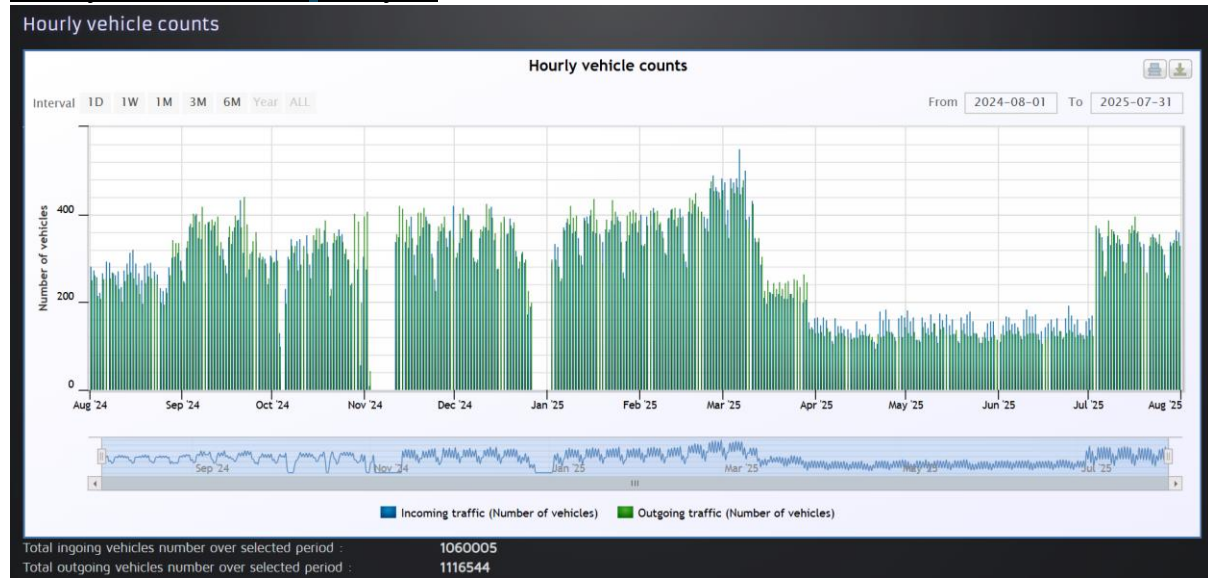 Hourly vehicle counts
Hourly vehicle counts
Interval 1D 1W 1M 3M 6M Year ALL
From 2024-08-01 To 2025-07-31
Number of vehicles
400
200
0
Aug '24 Sep '24 Oct '24 Nov '24 Dec '24 Jan '25 Feb '25 Mar '25 Apr '25 May '25 Jun '25 Jul '25 Aug '25
Sep '24 Nov '24 Jan '25 Mar '25 May '25 Jul '25
Incoming traffic (Number of vehicles) Outgoing traffic (Number of vehicles)
Total ingoing vehicles number over selected period : 1060005
Total outgoing vehicles number over selected period : 1116544